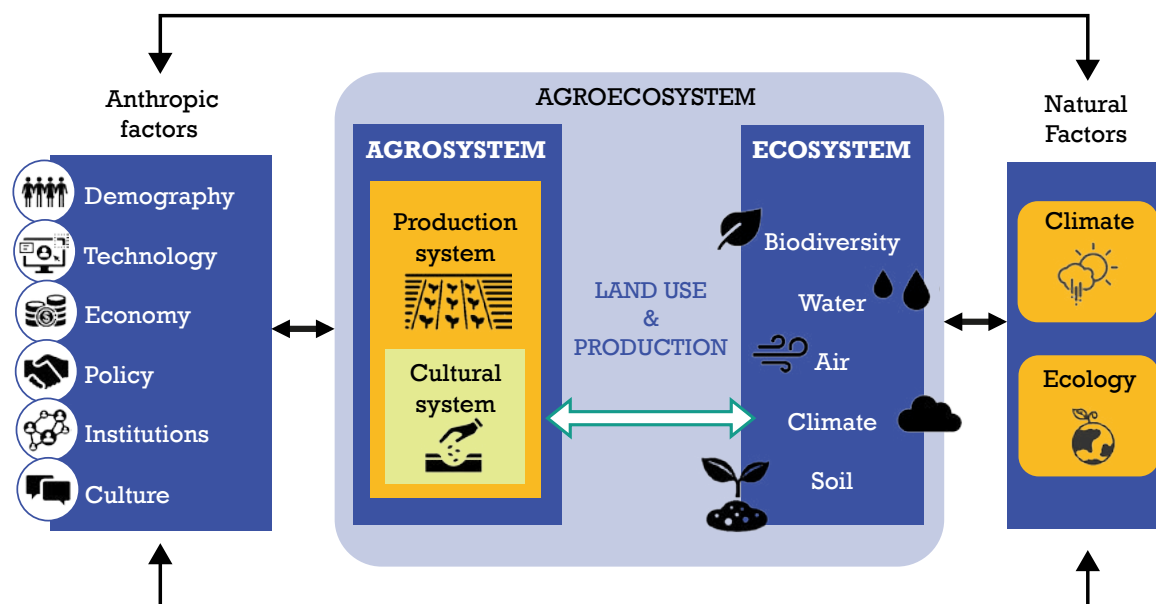 Anthropic
factors
Demography
Technology
Economy
Policy
Institutions
Culture
AGROECOSYSTEM
AGROSYSTEM
Production
system
Cultural
system
LAND USE
&
PRODUCTION
ECOSYSTEM
Biodiversity
Water
Air
Climate
Soil
Natural
Factors
Climate
Ecology